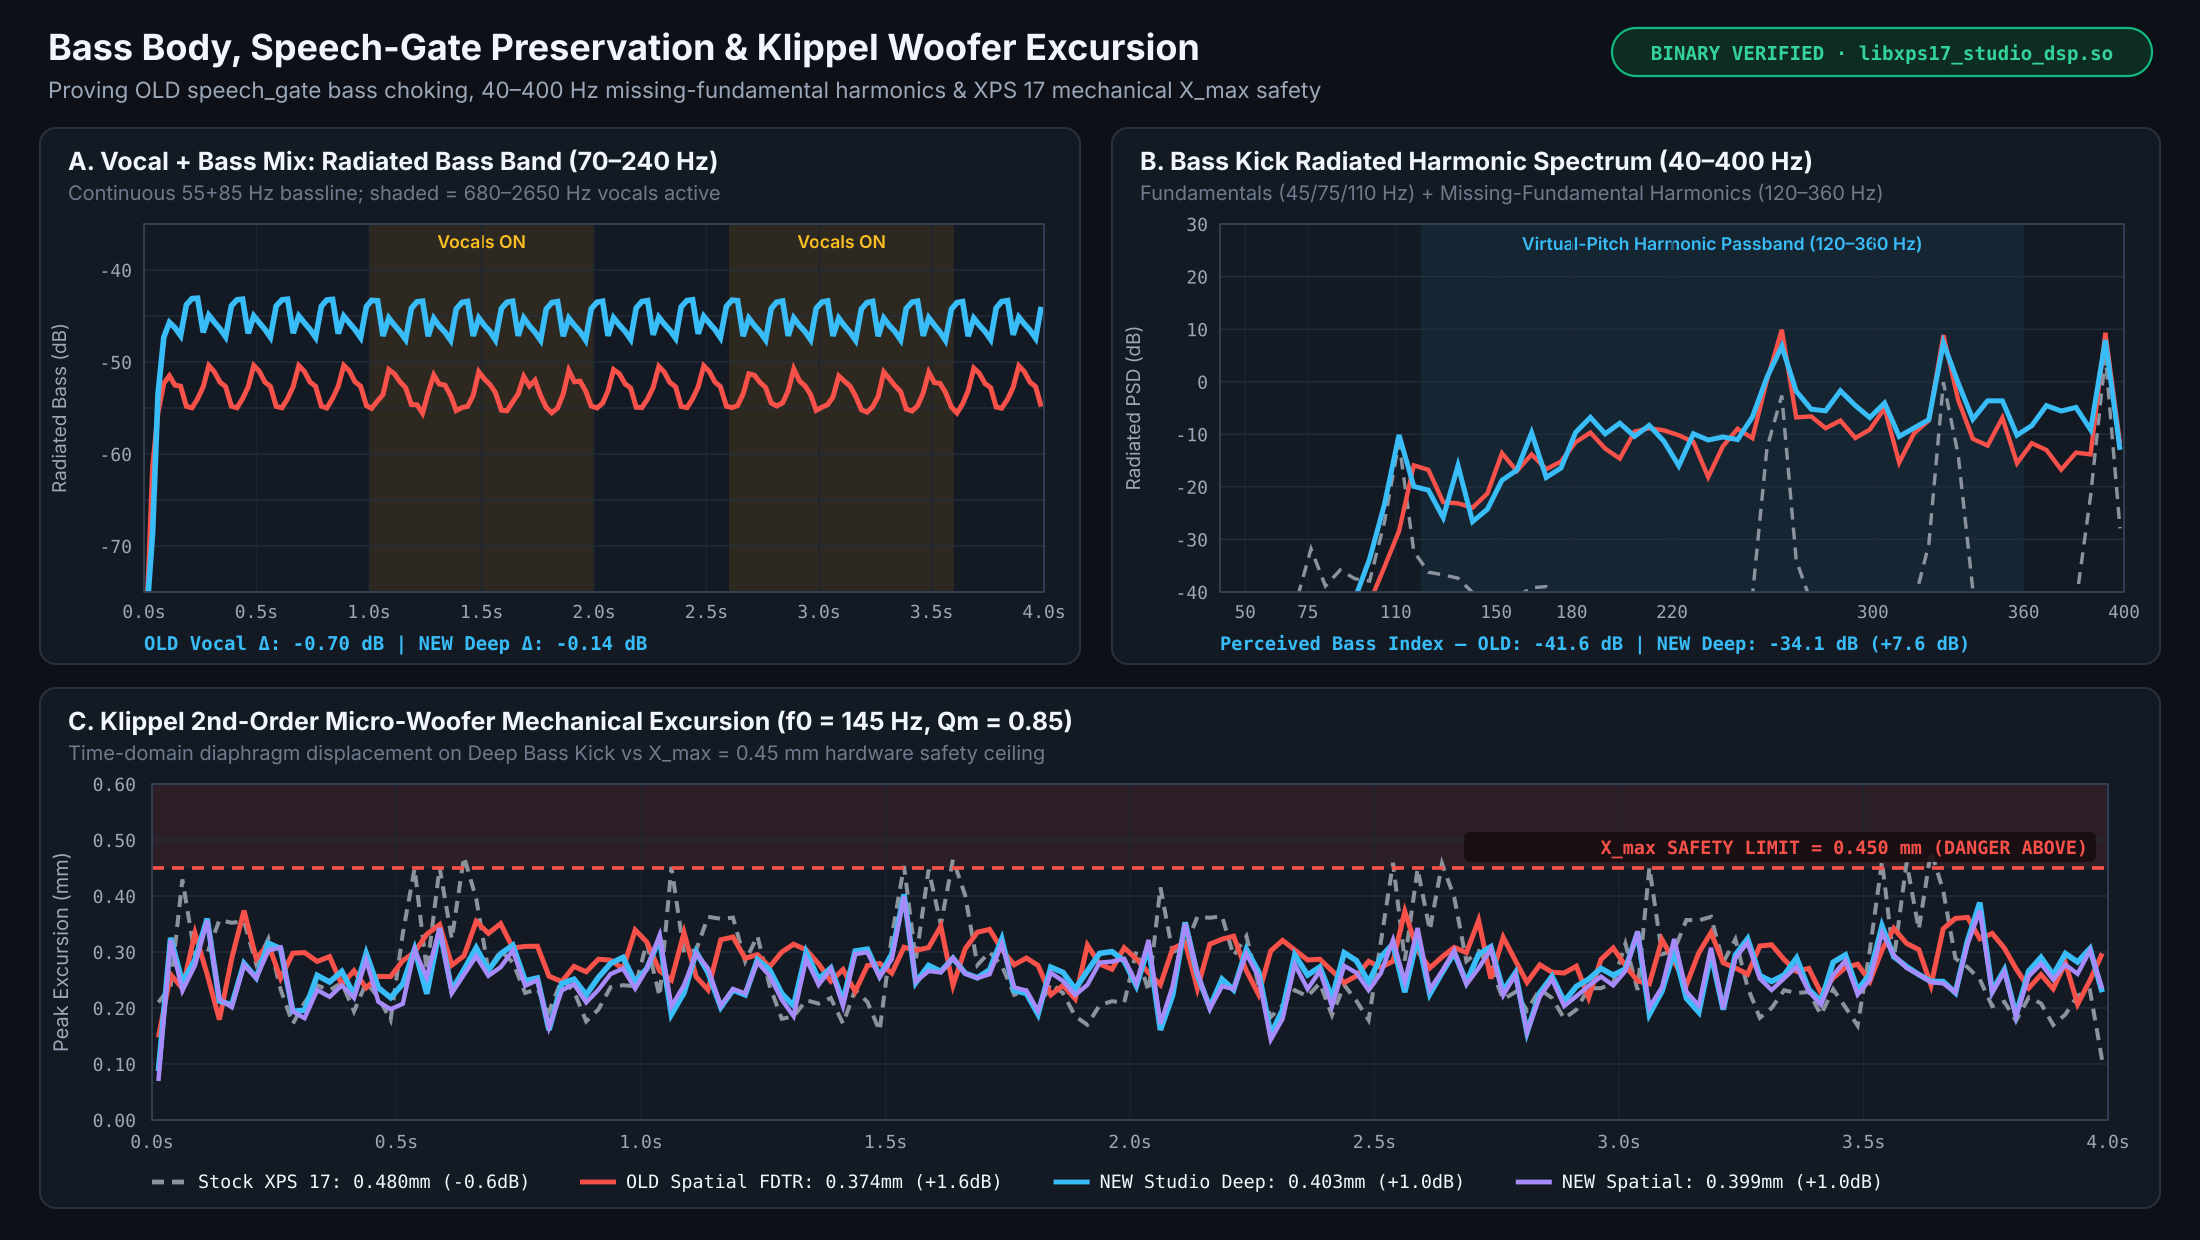 Bass Body, Speech-Gate Preservation & Klippel Woofer Excursion
BINARY VERIFIED · libxps17_studio_dsp.so
Proving OLD speech_gate bass choking, 40–400 Hz missing-fundamental harmonics & XPS 17 mechanical X_max safety
A. Vocal + Bass Mix: Radiated Bass Band (70–240 Hz)
Continuous 55+85 Hz bassline; shaded = 680–2650 Hz vocals active
Vocals ON
Vocals ON
Radiated Bass (dB)
-40
-50
-60
-70
0.0s 0.5s 1.0s 1.5s 2.0s 2.5s 3.0s 3.5s 4.0s
OLD Vocal Δ: -0.70 dB | NEW Deep Δ: -0.14 dB
B. Bass Kick Radiated Harmonic Spectrum (40–400 Hz)
Fundamentals (45/75/110 Hz) + Missing-Fundamental Harmonics (120–360 Hz)
Virtual-Pitch Harmonic Passband (120–360 Hz)
Radiated PSD (dB)
30
20
10
0
-10
-20
-30
-40
50 75 110 150 180 220 300 360 400
Perceived Bass Index — OLD: -41.6 dB | NEW Deep: -34.1 dB (+7.6 dB)
C. Klippel 2nd-Order Micro-Woofer Mechanical Excursion (f0 = 145 Hz, Qm = 0.85)
Time-domain diaphragm displacement on Deep Bass Kick vs X_max = 0.45 mm hardware safety ceiling
Peak Excursion (mm)
0.60
0.50
0.40
0.30
0.20
0.10
0.00
X_max SAFETY LIMIT = 0.450 mm (DANGER ABOVE)
0.0s 0.5s 1.0s 1.5s 2.0s 2.5s 3.0s 3.5s 4.0s
Stock XPS 17: 0.480mm (-0.6dB) OLD Spatial FDTR: 0.374mm (+1.6dB) NEW Studio Deep: 0.403mm (+1.0dB) NEW Spatial: 0.399mm (+1.0dB)